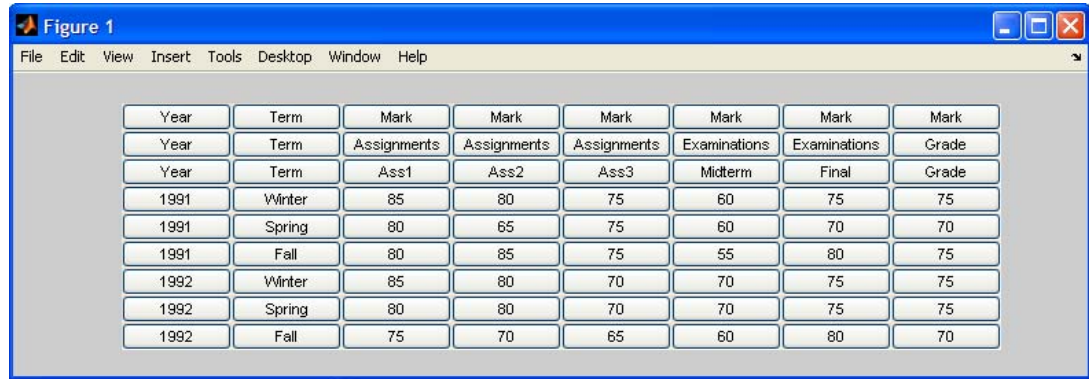 Figure 1
File Edit View Insert Tools Desktop Window Help
Year Term Mark Mark Mark Mark Mark Mark
Year Term Assignments Assignments Assignments Examinations Examinations Grade
Year Term Ass1 Ass2 Ass3 Midterm Final Grade
1991 Winter 85 80 75 60 75 75
1991 Spring 80 65 75 60 70 70
1991 Fall 80 85 75 55 80 75
1992 Winter 85 80 70 70 75 75
1992 Spring 80 80 70 70 75 75
1992 Fall 75 70 65 60 80 70